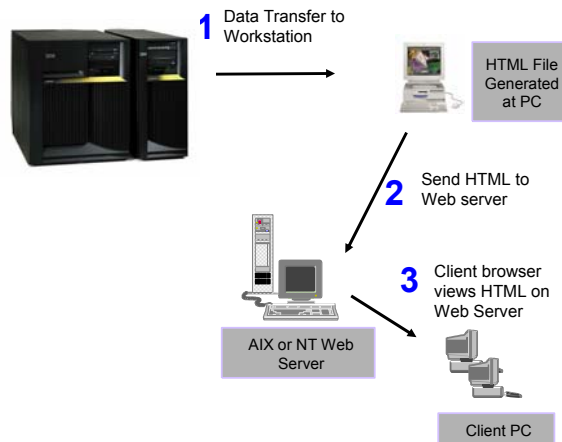 1
Data Transfer to
Workstation
HTML File
Generated
at PC
2
Send HTML to
Web server
3
Client browser
views HTML on
Web Server
AIX or NT Web
Server
Client PC